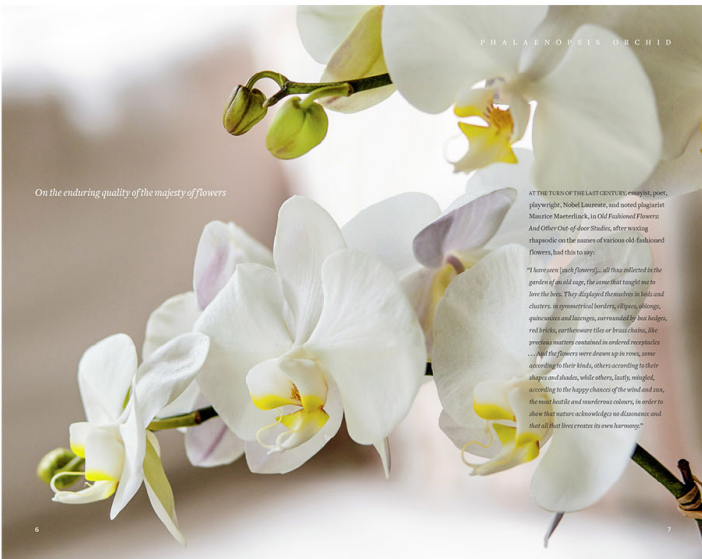 PHALAENOPSIS ORCHID
On the enduring quality of the majesty of flowers
AT THE TURN OF THE LAST CENTURY, essayist, poet,
playwright, Nobel Laureate, and noted plagiarist
Maurice Maeterlinck, in Old Fashioned Flowers:
And Other Out-of-door Studies, after waxing
rhapsodic on the names of various old-fashioned
flowers, had this to say:
“I have seen [such flowers]... all thus collected in the
garden of an old sage, the same that taught me to
love the bees. They displayed themselves in beds and
clusters, in symmetrical borders, ellipses, oblongs,
quincunxes and lozenges, surrounded by box hedges,
red bricks, earthenware tiles or brass chains, like
precious matters contained in ordered receptacles
. . . And the flowers were drawn up in rows, some
according to their kinds, others according to their
shapes and shades, while others, lastly, mingled,
according to the happy chances of the wind and sun,
the most hostile and murderous colours, in order to
show that nature acknowledges no dissonance and
that all that lives creates its own harmony.”
6
7